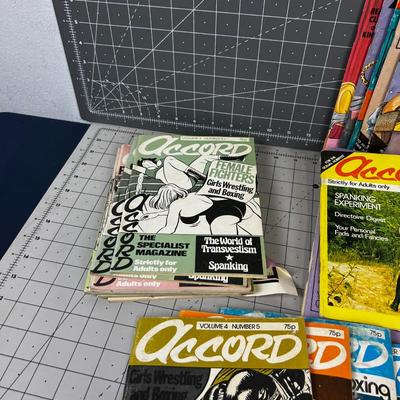 accord
FEMALE
FIGHTERS
Girls Wrestling
and Boxing
THE
SPECIALIST
MAGAZINE
Strictly for
Adults only
The World of
Transvestism
Spanking
Adults only
Spanking
accord
Strictly for Adults only
SPANKING
EXPERIMENT
Directoire Digest
Your Personal
Fads and Fancies
VOLUME 4 NUMBER 5 75p
accord
Girls Wrestling
and Boxing
75p
75p
oxing